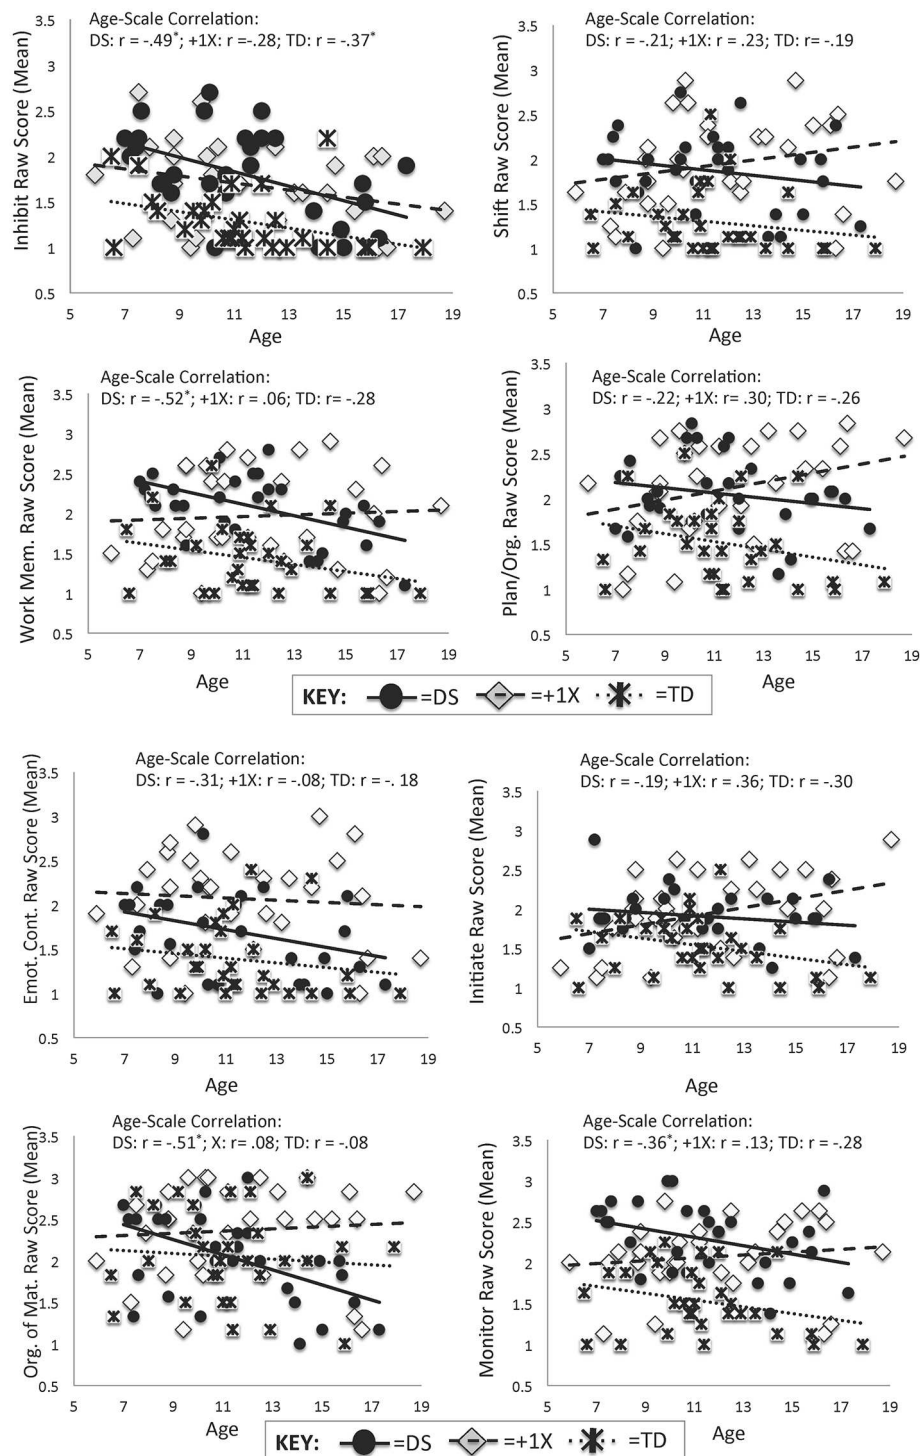 Age-Scale Correlation:
DS: r = -.49*; +1X: r =-.28; TD: r = -.37*
Inhibit Raw Score (Mean)
3.5
3
2.5
2
1.5
1
0.5
5 7 9 11 13 15 17 19
Age
Age-Scale Correlation:
DS: r = -.21; +1X: r = .23; TD: r= -.19
Shift Raw Score (Mean)
3.5
3
2.5
2
1.5
1
0.5
5 7 9 11 13 15 17 19
Age
Age-Scale Correlation:
DS: r = -.52*; +1X: r = .06; TD: r= -.28
Work Mem. Raw Score (Mean)
3.5
3
2.5
2
1.5
1
0.5
5 7 9 11 13 15 17 19
Age
Age-Scale Correlation:
DS: r = -.22; +1X: r= .30; TD: r = -.26
Plan/Org. Raw Score (Mean)
3.5
3
2.5
2
1.5
1
0.5
5 7 9 11 13 15 17 19
Age
KEY: =DS =+1X =TD
Age-Scale Correlation:
DS: r = -.31; +1X: r = -.08; TD: r = -. 18
Emot. Cont. Raw Score (Mean)
3.5
3
2.5
2
1.5
1
0.5
5 7 9 11 13 15 17 19
Age
Age-Scale Correlation:
DS: r = -.19; +1X: r = .36; TD: r = -.30
Initiate Raw Score (Mean)
3.5
3
2.5
2
1.5
1
0.5
5 7 9 11 13 15 17 19
Age
Age-Scale Correlation:
DS: r = -.51*; X: r= .08; TD: r = -.08
Org. of Mat. Raw Score (Mean)
3.5
3
2.5
2
1.5
1
0.5
5 7 9 11 13 15 17 19
Age
Age-Scale Correlation:
DS: r = -.36*; +1X: r = .13; TD: r = -.28
Monitor Raw Score (Mean)
3.5
3
2.5
2
1.5
1
0.5
5 7 9 11 13 15 17 19
Age
KEY: =DS =+1X =TD